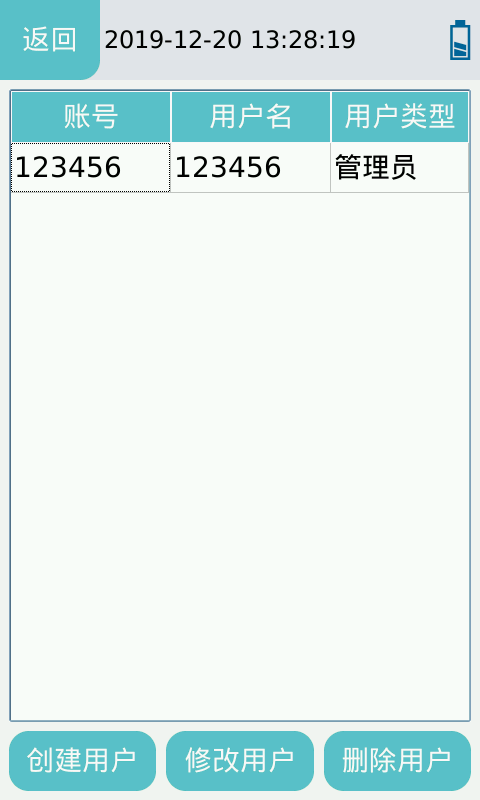 返回 2019-12-20 13:28:19
账号 用户名 用户类型
123456 123456 管理员
创建用户 修改用户 删除用户